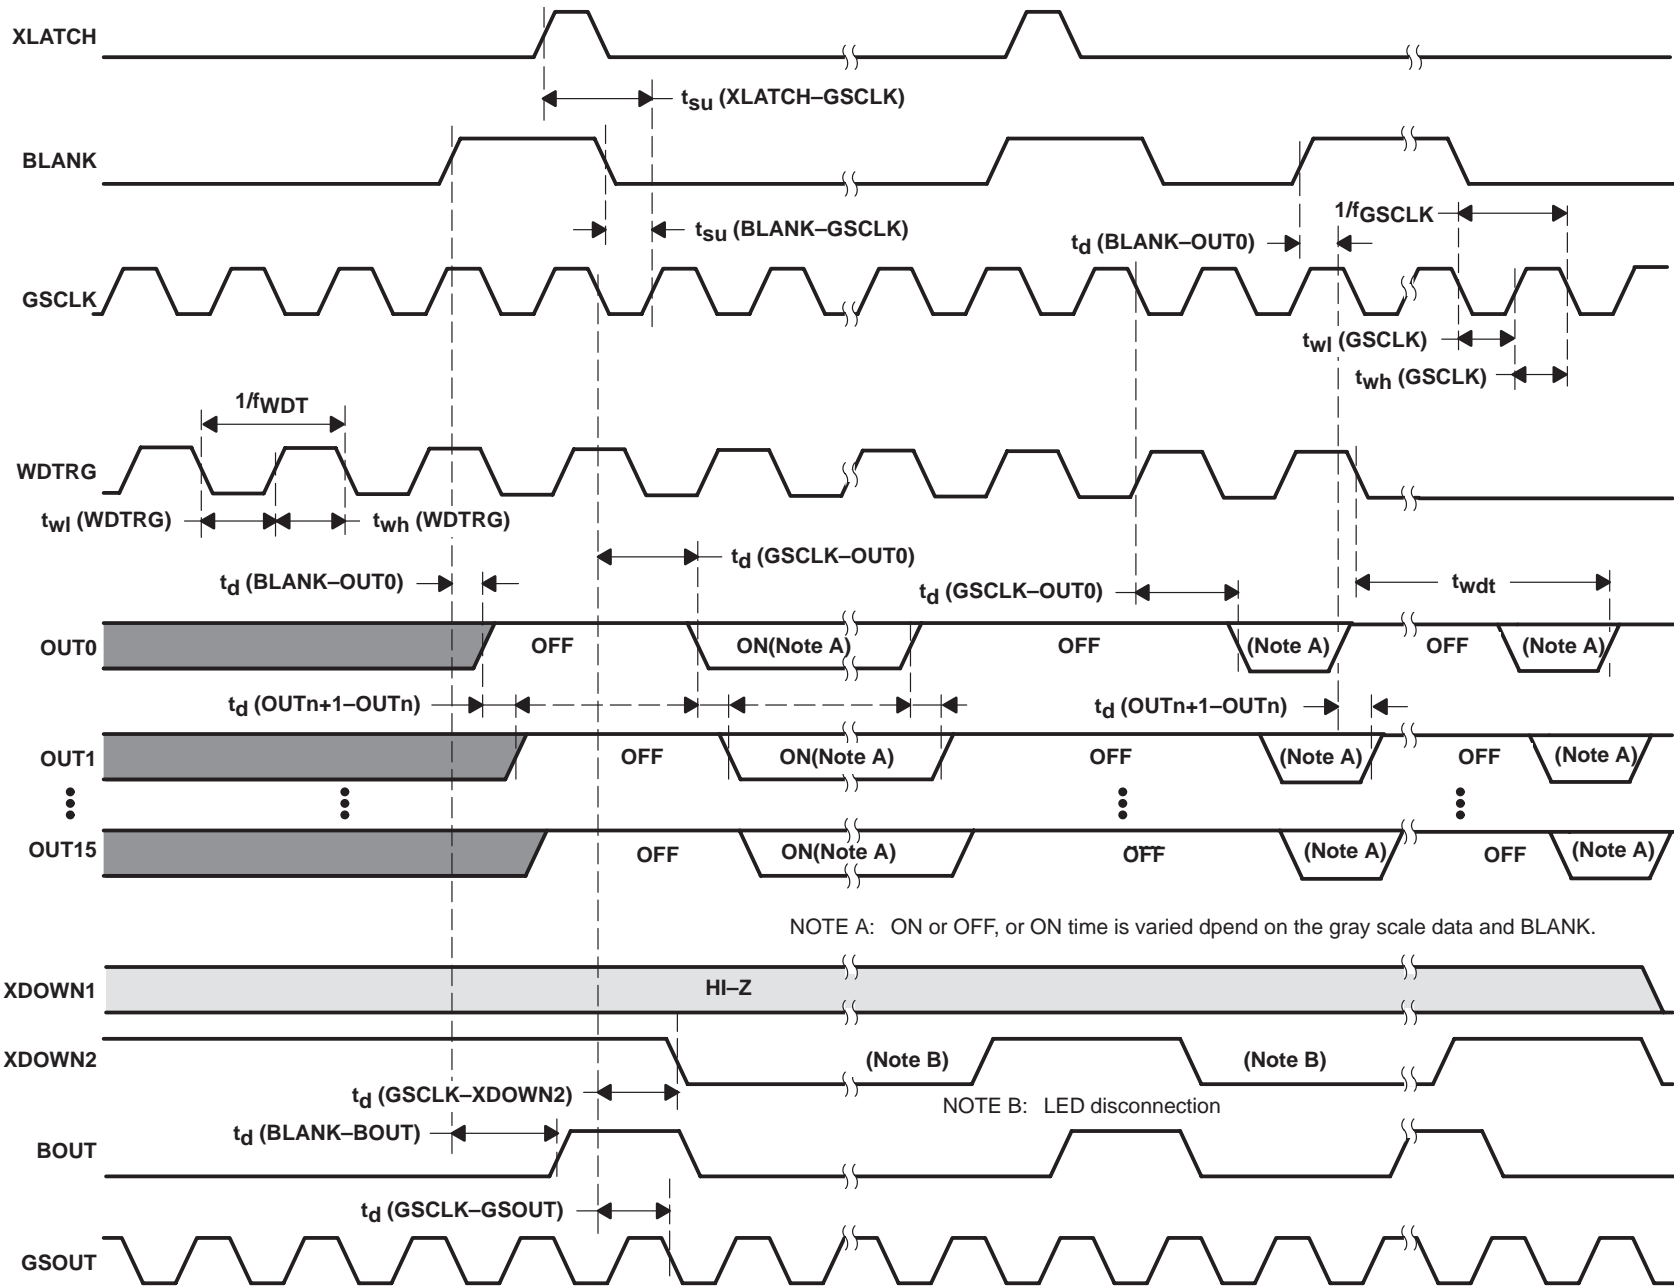 XLATCH
tsu (XLATCH–GSCLK)
BLANK
1/fGSCLK
tsu (BLANK–GSCLK)
td (BLANK–OUT0)
GSCLK
twl (GSCLK)
twh (GSCLK)
1/fWDT
WDTRG
twl (WDTRG)
twh (WDTRG)
td (GSCLK–OUT0)
td (BLANK–OUT0)
td (GSCLK–OUT0)
twdt
OUT0
OFF
ON(Note A)
OFF
(Note A)
OFF
(Note A)
td (OUTn+1–OUTn)
td (OUTn+1–OUTn)
OUT1
OFF
ON(Note A)
OFF
(Note A)
OFF
(Note A)
OUT15
OFF
ON(Note A)
OFF
(Note A)
OFF
(Note A)
NOTE A: ON or OFF, or ON time is varied dpend on the gray scale data and BLANK.
XDOWN1
HI–Z
XDOWN2
(Note B)
(Note B)
td (GSCLK–XDOWN2)
NOTE B: LED disconnection
td (BLANK–BOUT)
BOUT
td (GSCLK–GSOUT)
GSOUT